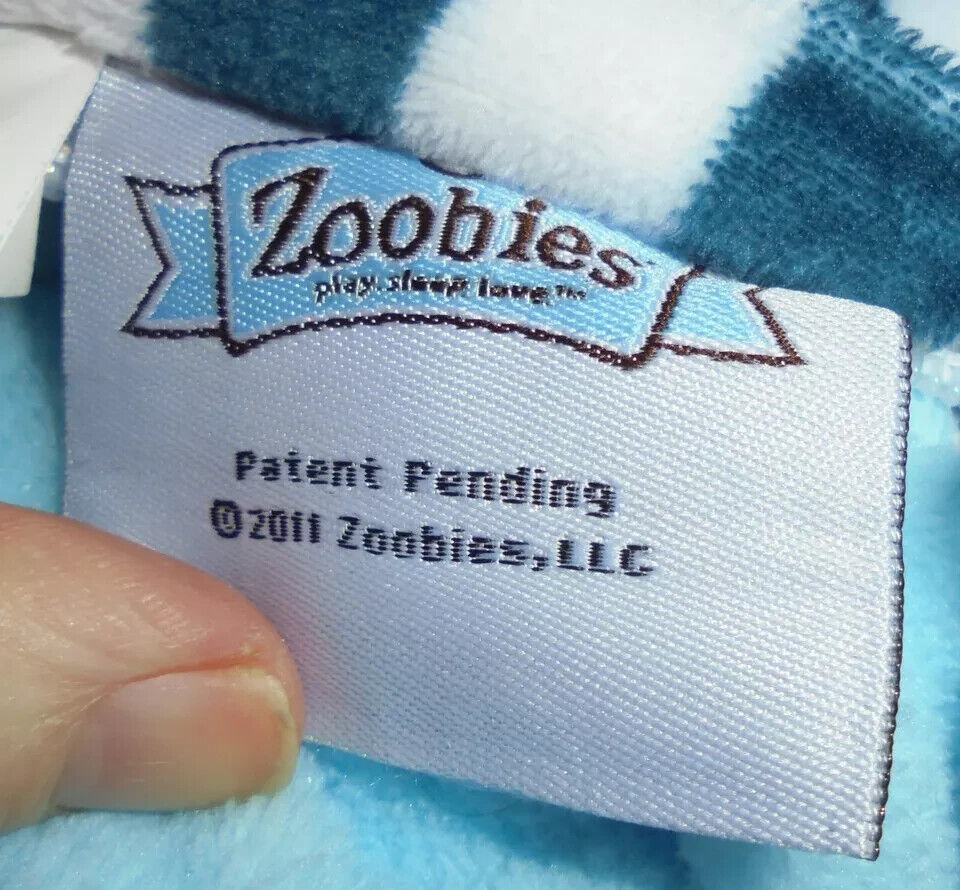 Zoobies
play. sleep. love.™
Patent Pending
©2011 Zoobies, LLC